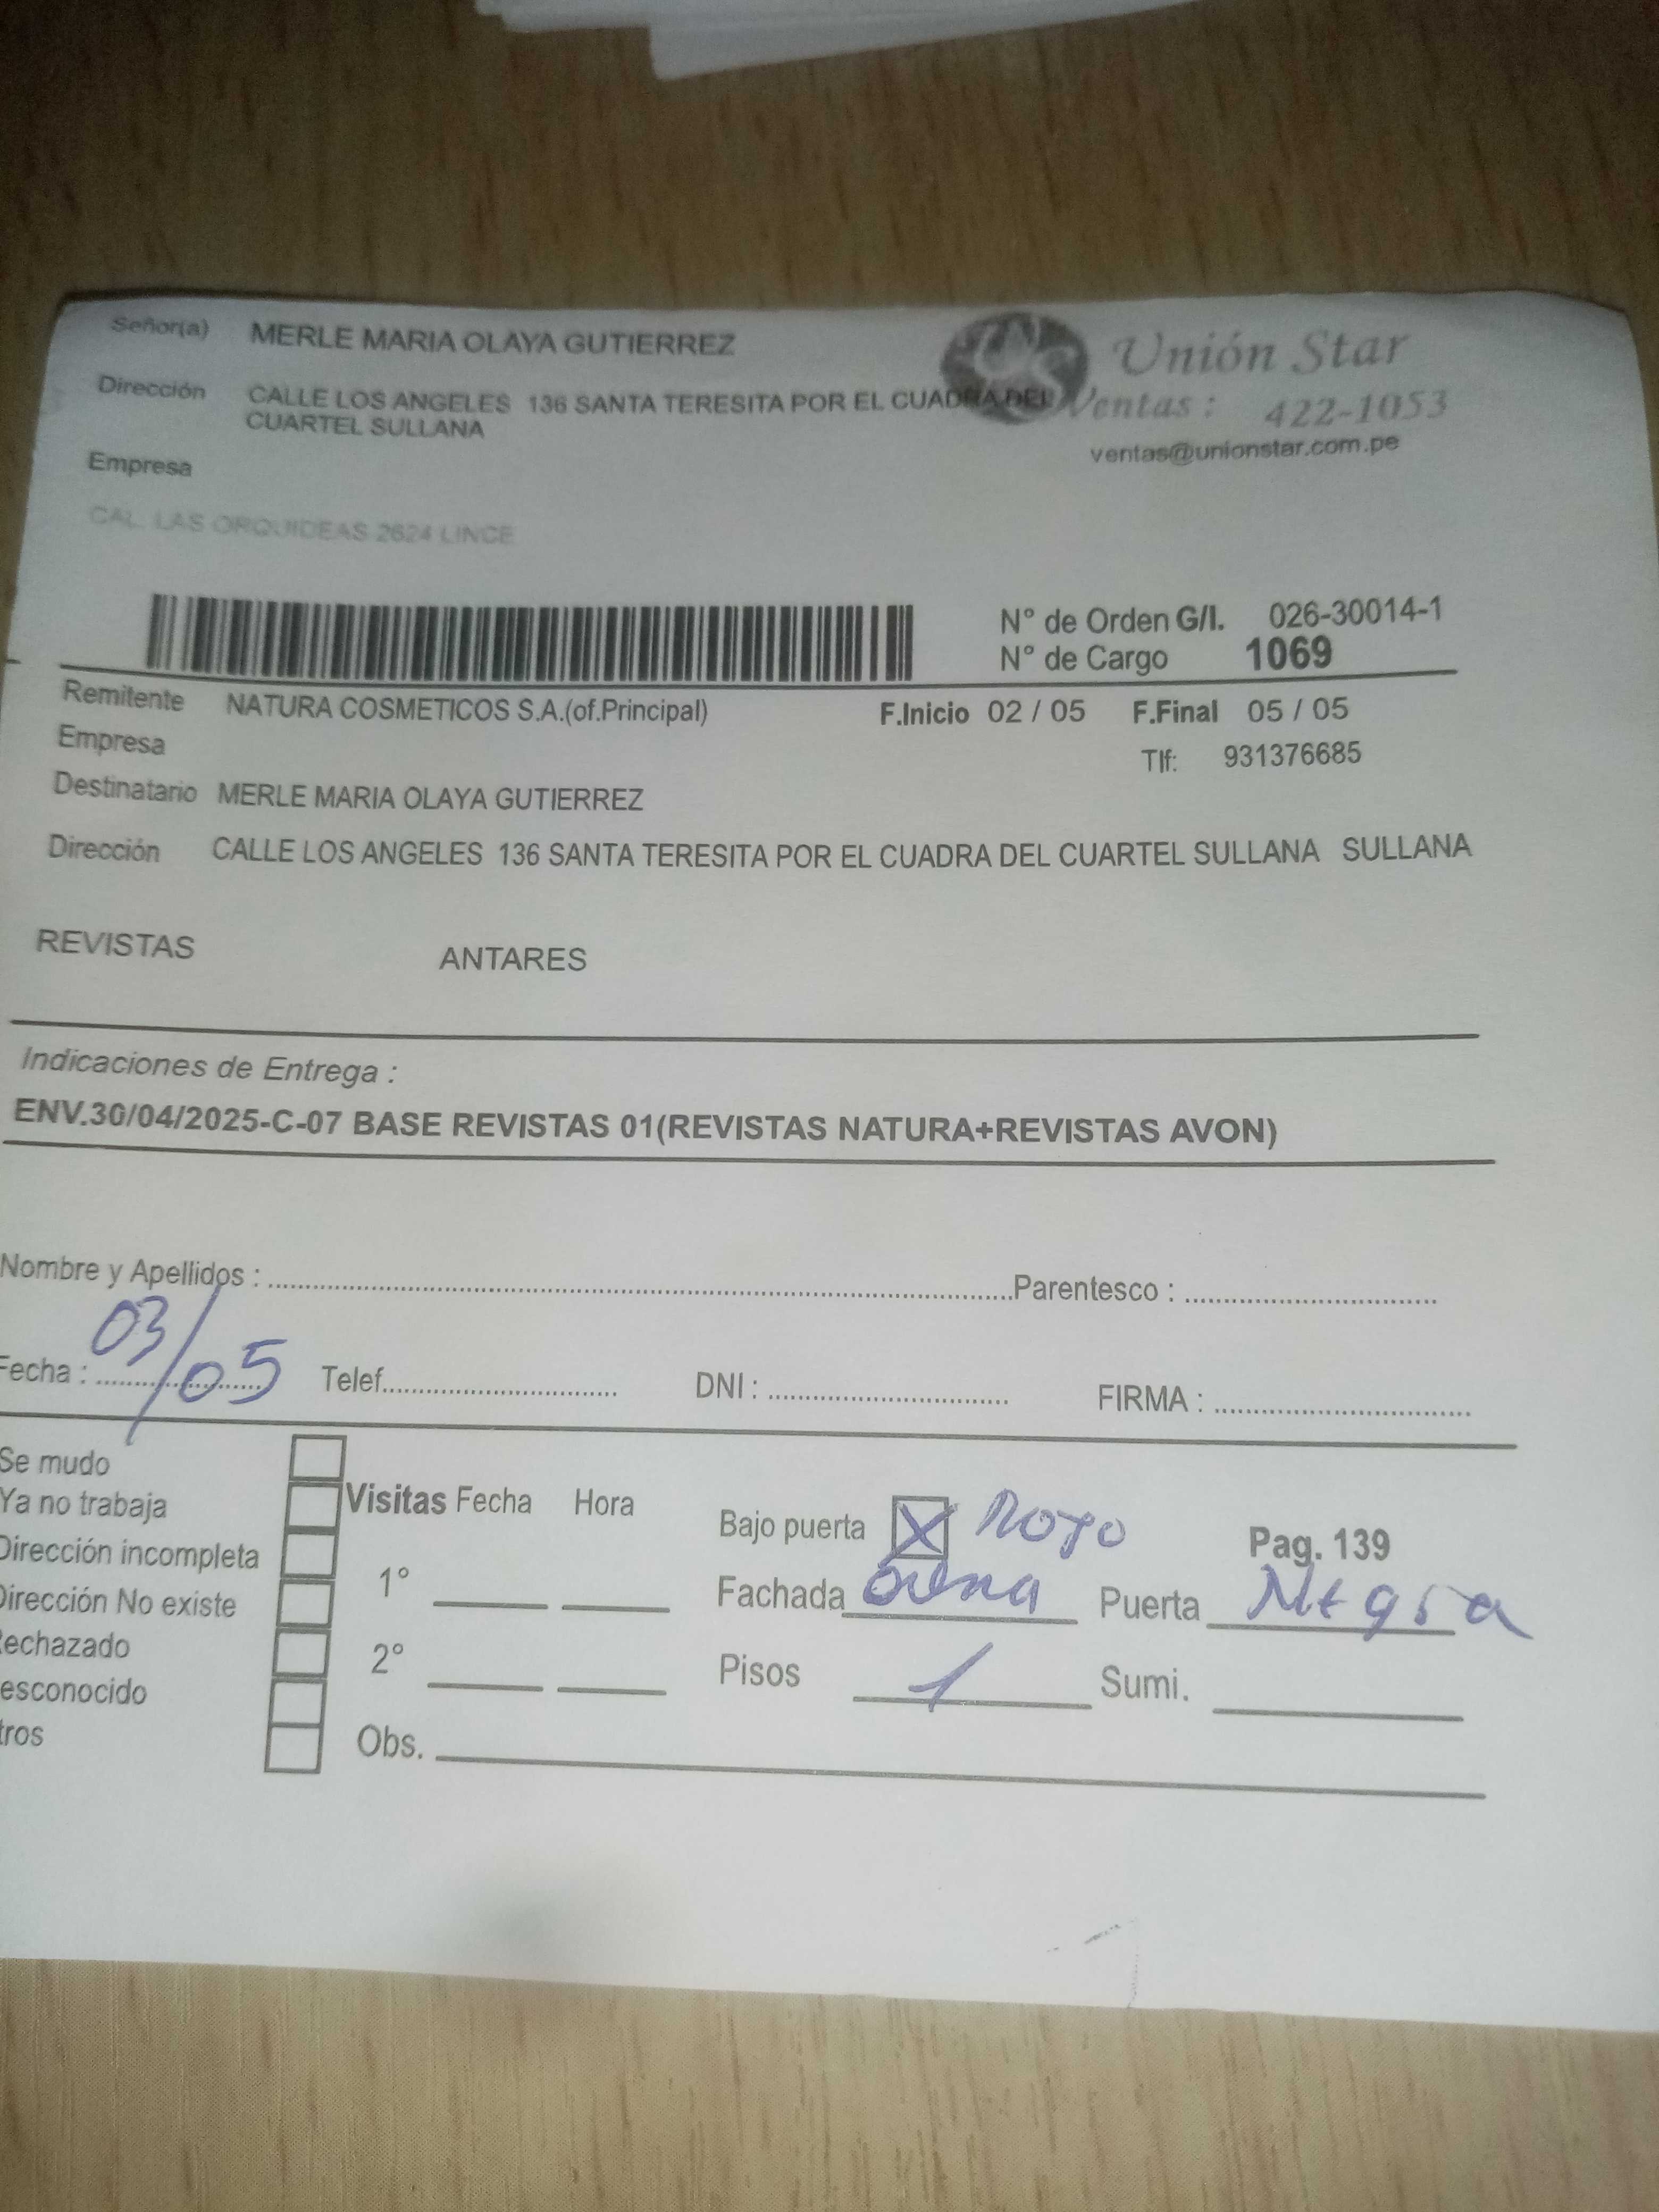 Señor(a) MERLE MARIA OLAYA GUTIERREZ
Unión Star
Dirección CALLE LOS ANGELES 136 SANTA TERESITA POR EL CUADRA DEL
CUARTEL SULLANA
Ventas : 422-1053
ventas@unionstar.com.pe
Empresa
CAL. LAS ORQUIDEAS 2624 LINCE
N° de Orden G/I. 026-30014-1
N° de Cargo 1069
Remitente NATURA COSMETICOS S.A.(of.Principal) F.Inicio 02 / 05 F.Final 05 / 05
Empresa Tlf: 931376685
Destinatario MERLE MARIA OLAYA GUTIERREZ
Dirección CALLE LOS ANGELES 136 SANTA TERESITA POR EL CUADRA DEL CUARTEL SULLANA SULLANA
REVISTAS ANTARES
Indicaciones de Entrega :
ENV.30/04/2025-C-07 BASE REVISTAS 01(REVISTAS NATURA+REVISTAS AVON)
Nombre y Apellidos : Parentesco :
Fecha : 03/05 Telef. DNI : FIRMA :
Se mudo
Ya no trabaja
Dirección incompleta
Dirección No existe
Rechazado
esconocido
tros
Visitas Fecha Hora
1°
2°
Obs.
Bajo puerta X Pag. 139
Fachada Puerta Negra
Pisos 1 Sumi.